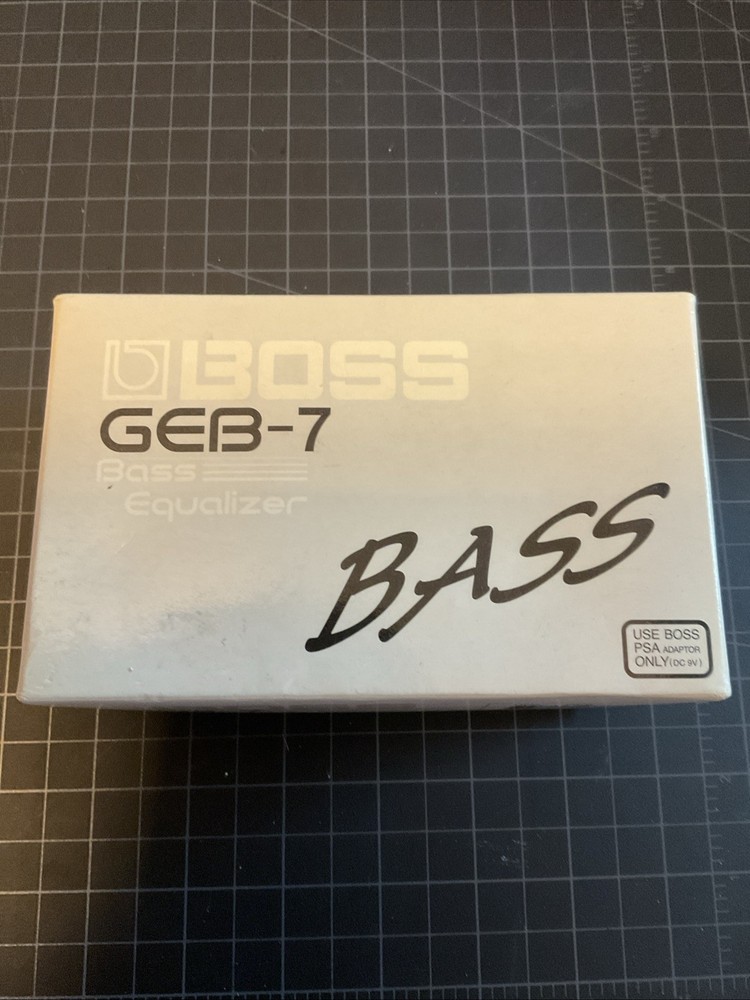 BOSS
GEB-7
Bass
Equalizer
BASS
USE BOSS
PSA ADAPTOR
ONLY (DC 9V)